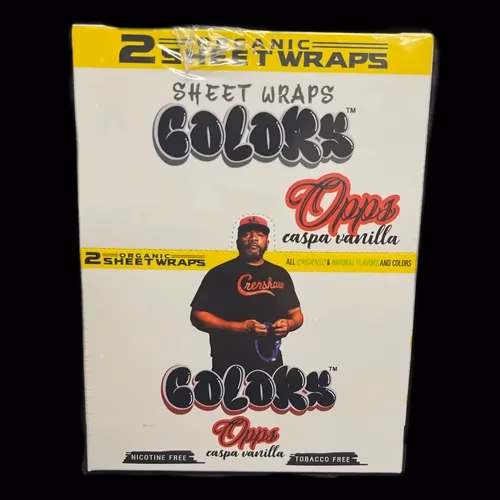 2 ORGANIC SHEET WRAPS
SHEET WRAPS
COLORS™
Opps
caspa vanilla
2 ORGANIC SHEET WRAPS
ALL ORGANIC & NATURAL FLAVORS AND COLORS
Crenshaw
COLORS™
Opps
caspa vanilla
NICOTINE FREE
TOBACCO FREE